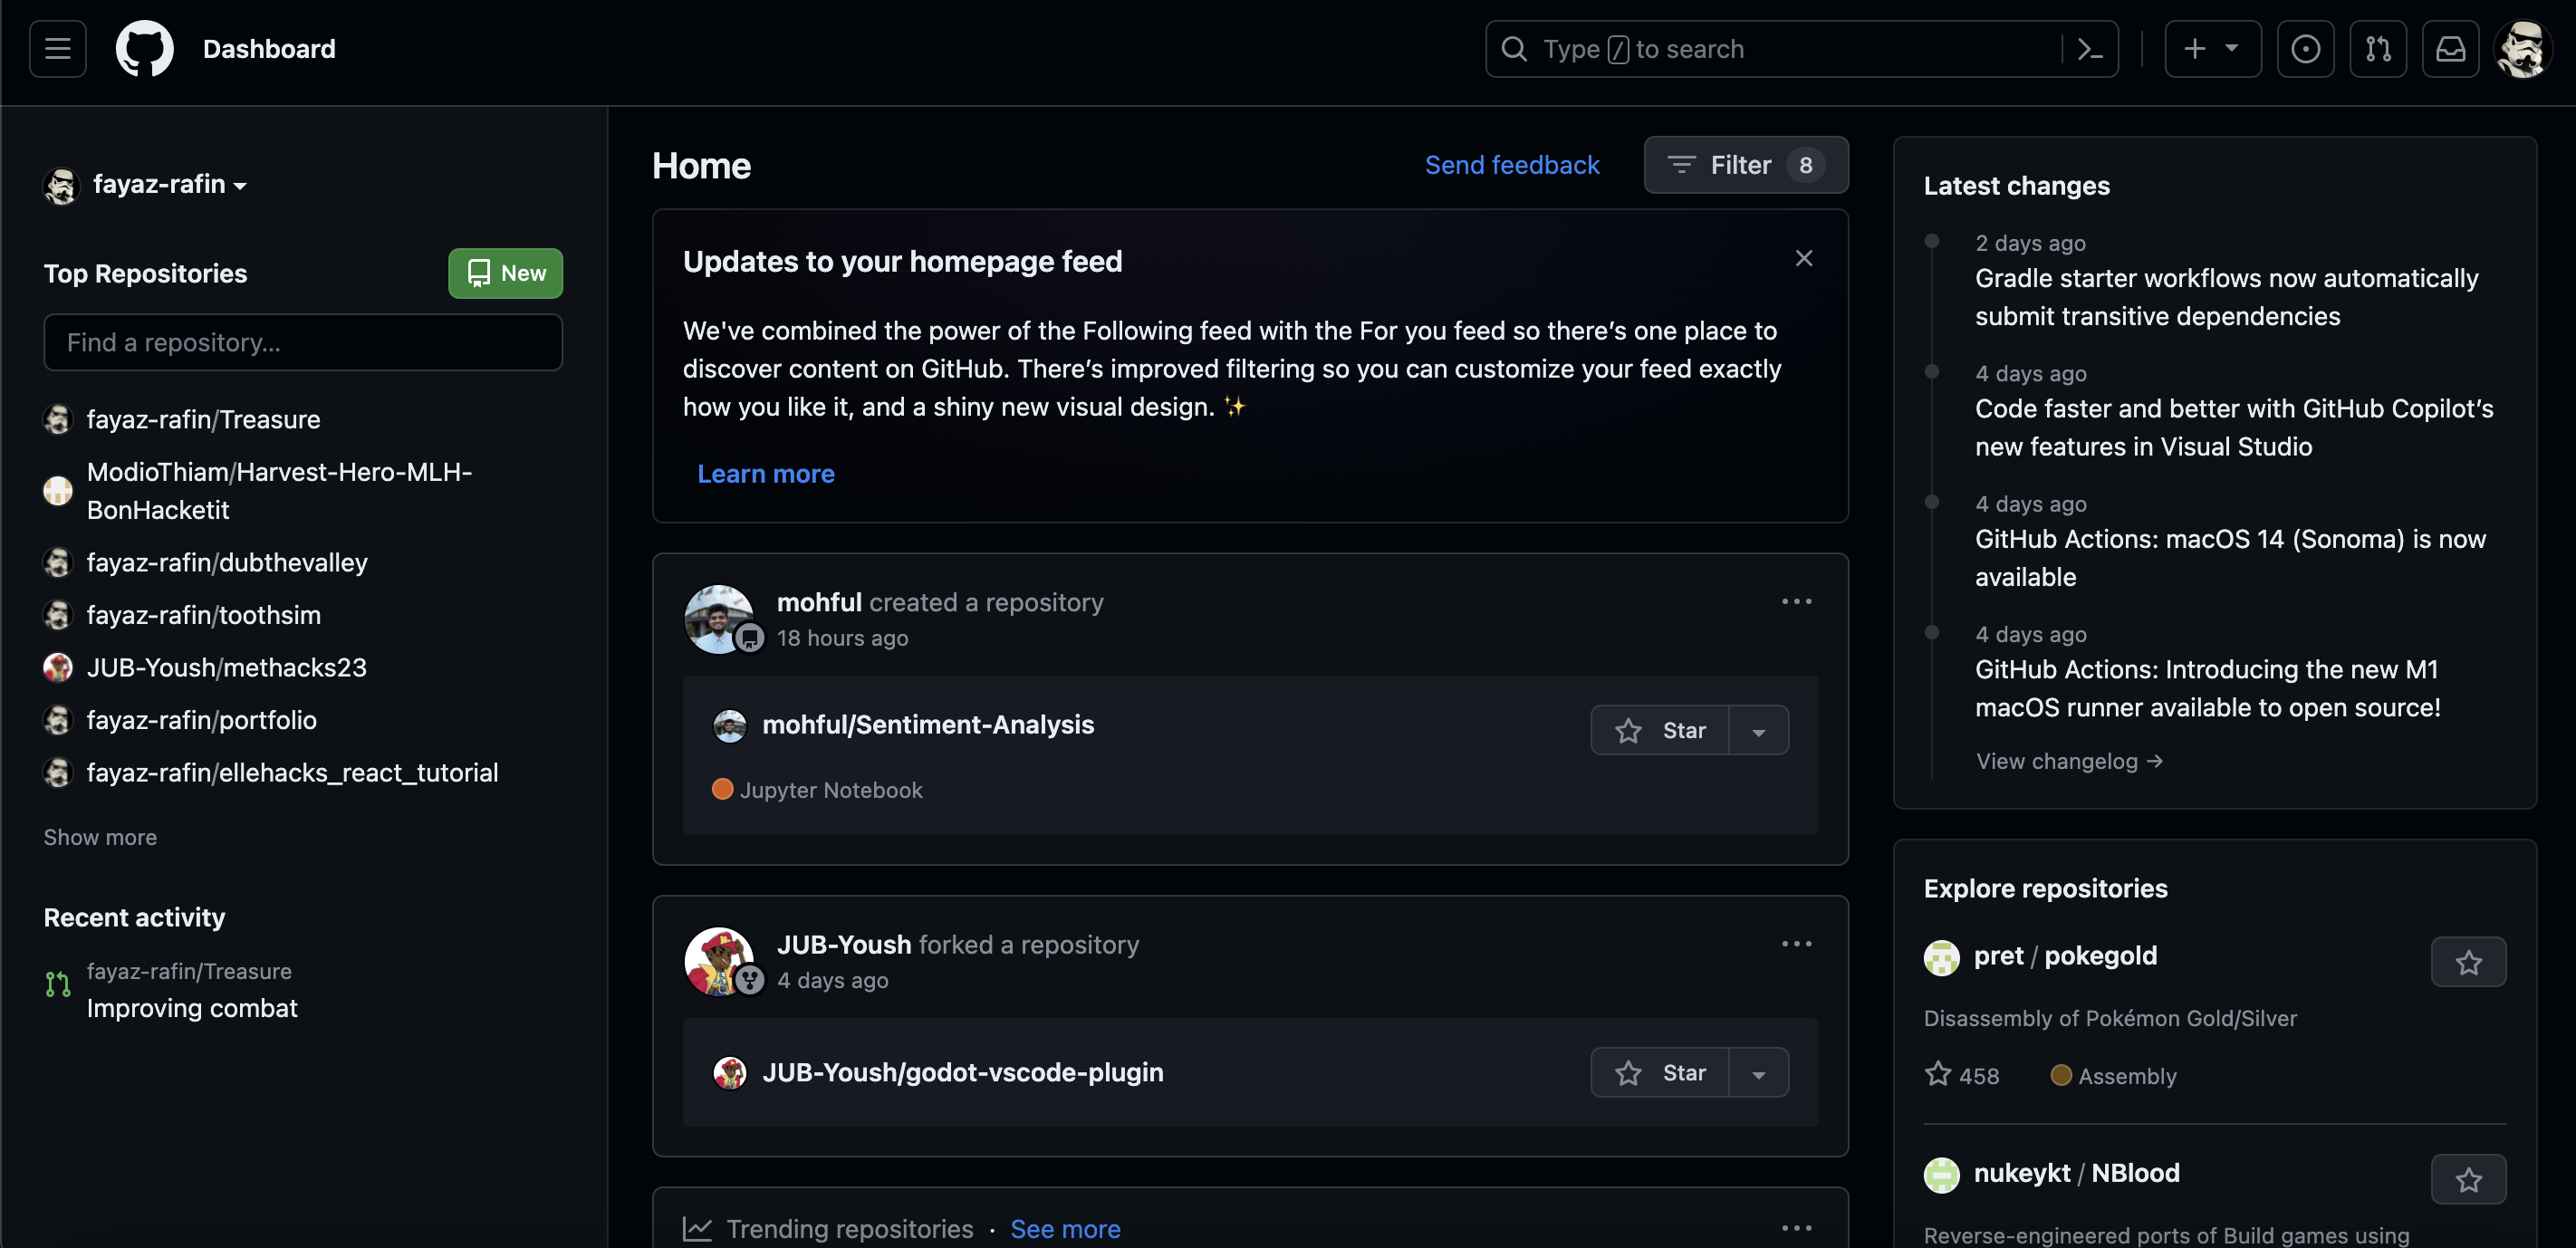 Dashboard
Type / to search
fayaz-rafin
Top Repositories
New
Find a repository...
fayaz-rafin/Treasure
ModioThiam/Harvest-Hero-MLH-
BonHacketit
fayaz-rafin/dubthevalley
fayaz-rafin/toothsim
JUB-Yoush/methacks23
fayaz-rafin/portfolio
fayaz-rafin/ellehacks_react_tutorial
Show more
Recent activity
fayaz-rafin/Treasure
Improving combat
Home
Send feedback
Filter 8
Updates to your homepage feed
We've combined the power of the Following feed with the For you feed so there’s one place to
discover content on GitHub. There’s improved filtering so you can customize your feed exactly
how you like it, and a shiny new visual design. ✨
Learn more
mohful created a repository
18 hours ago
mohful/Sentiment-Analysis
Star
Jupyter Notebook
JUB-Yoush forked a repository
4 days ago
JUB-Yoush/godot-vscode-plugin
Star
Trending repositories · See more
Latest changes
2 days ago
Gradle starter workflows now automatically
submit transitive dependencies
4 days ago
Code faster and better with GitHub Copilot’s
new features in Visual Studio
4 days ago
GitHub Actions: macOS 14 (Sonoma) is now
available
4 days ago
GitHub Actions: Introducing the new M1
macOS runner available to open source!
View changelog →
Explore repositories
pret / pokegold
Disassembly of Pokémon Gold/Silver
458 Assembly
nukeykt / NBlood
Reverse-engineered ports of Build games using